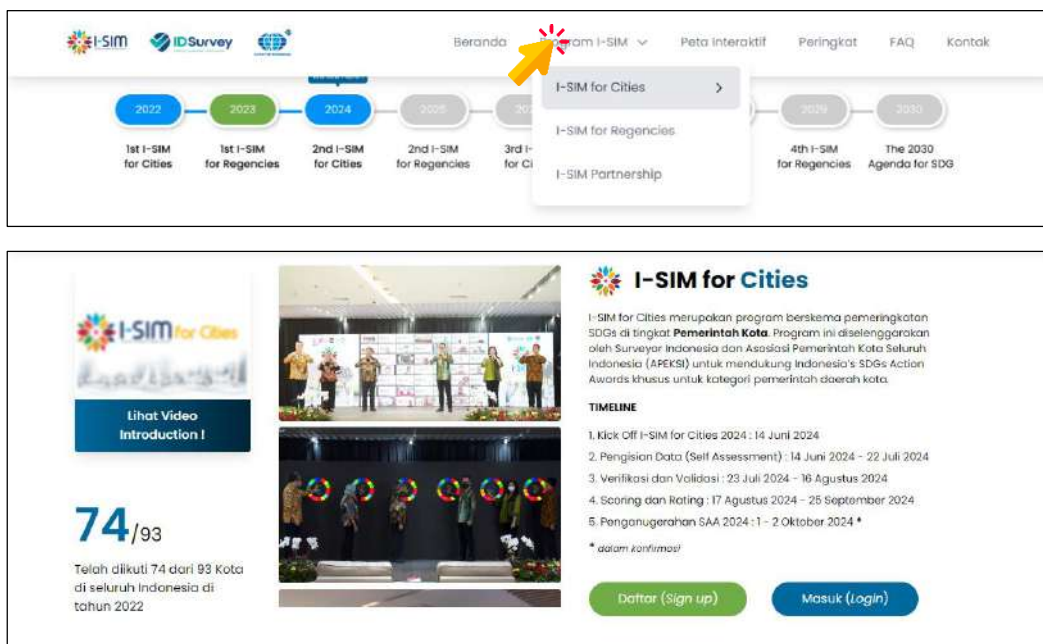 I-SIM
IDSurvey
Beranda
Program I-SIM
Peta Interaktif
Peringkat
FAQ
Kontak
2022
2023
2024
2025
2029
2030
1st I-SIM
for Cities
1st I-SIM
for Regencies
2nd I-SIM
for Cities
2nd I-SIM
for Regencies
3rd I-
for Ci
4th I-SIM
for Regencies
The 2030
Agenda for SDG
I-SIM for Cities
I-SIM for Regencies
I-SIM Partnership
I-SIM for Cities
Lihat Video
Introduction !
74/93
Telah diikuti 74 dari 93 Kota
di seluruh Indonesia di
tahun 2022
I-SIM for Cities
I-SIM for Cities merupakan program berskema pemeringkatan
SDGs di tingkat Pemerintah Kota. Program ini diselenggarakan
oleh Surveyor Indonesia dan Asosiasi Pemerintah Kota Seluruh
Indonesia (APEKSI) untuk mendukung Indonesia's SDGs Action
Awards khusus untuk kategori pemerintah daerah kota.
TIMELINE
1. Kick Off I-SIM for Cities 2024 : 14 Juni 2024
2. Pengisian Data (Self Assessment) : 14 Juni 2024 - 22 Juli 2024
3. Verifikasi dan Validasi : 23 Juli 2024 - 16 Agustus 2024
4. Scoring dan Rating : 17 Agustus 2024 - 25 September 2024
5. Penganugerahan SAA 2024 : 1 - 2 Oktober 2024 *
* dalam konfirmasi
Daftar (Sign up)
Masuk (Login)